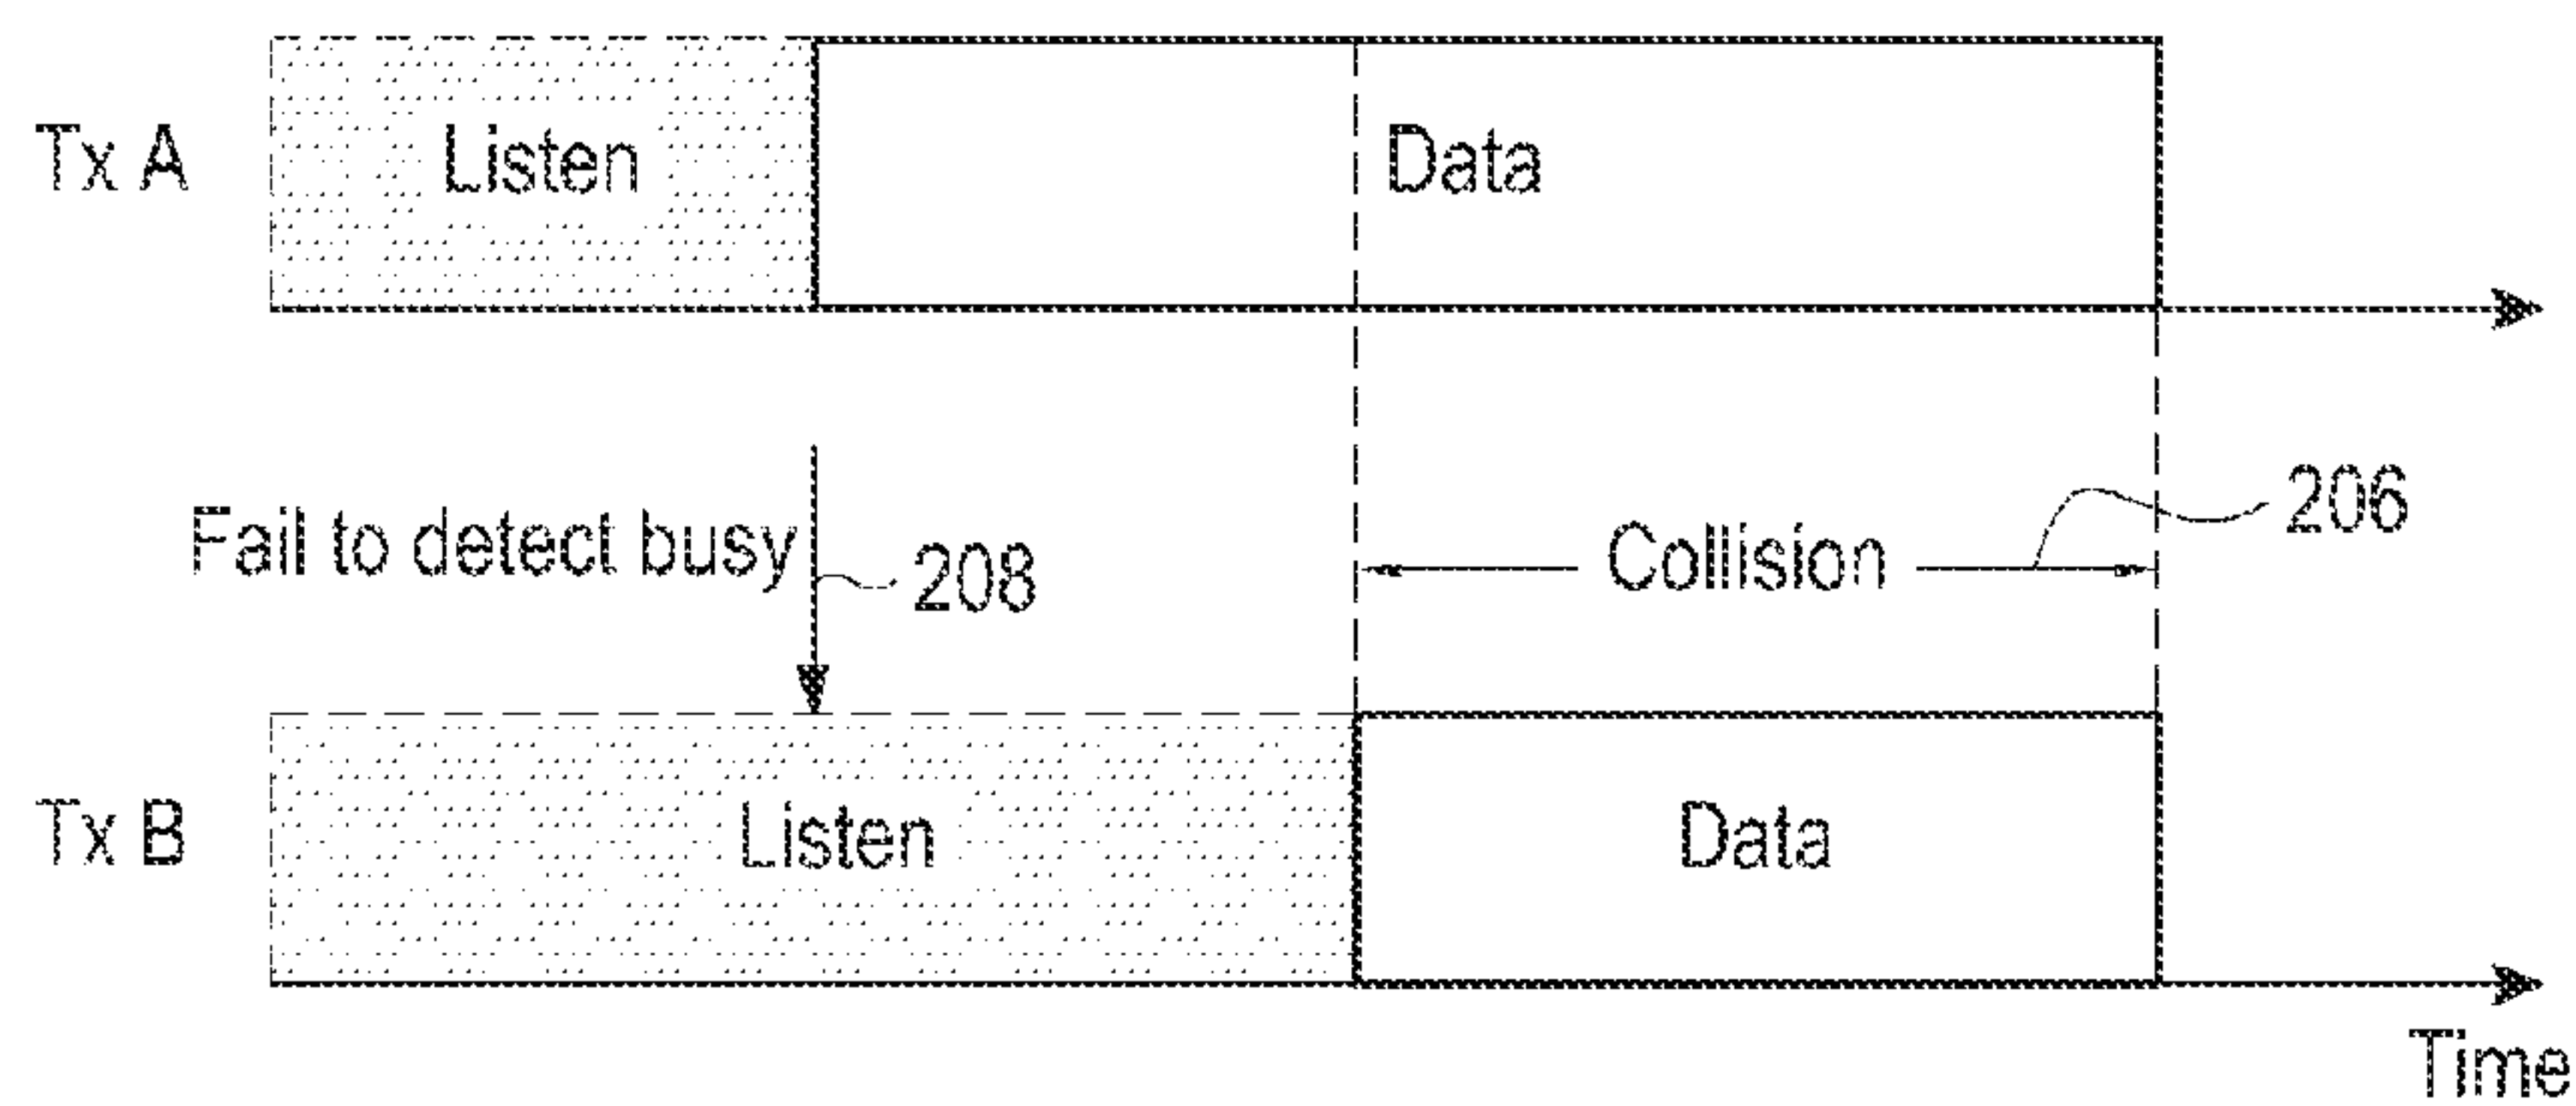 Tx A
Listen
Data
Fail to detect busy
208
Collision
206
Tx B
Listen
Data
Time